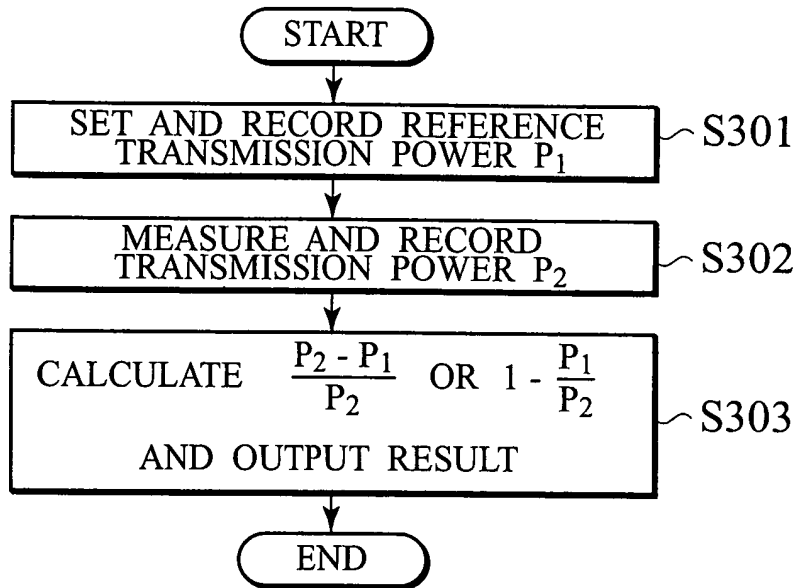 START
SET AND RECORD REFERENCE
TRANSMISSION POWER P₁
S301
MEASURE AND RECORD
TRANSMISSION POWER P₂
S302
CALCULATE (P₂ - P₁)/P₂ OR 1 - P₁/P₂
AND OUTPUT RESULT
S303
END